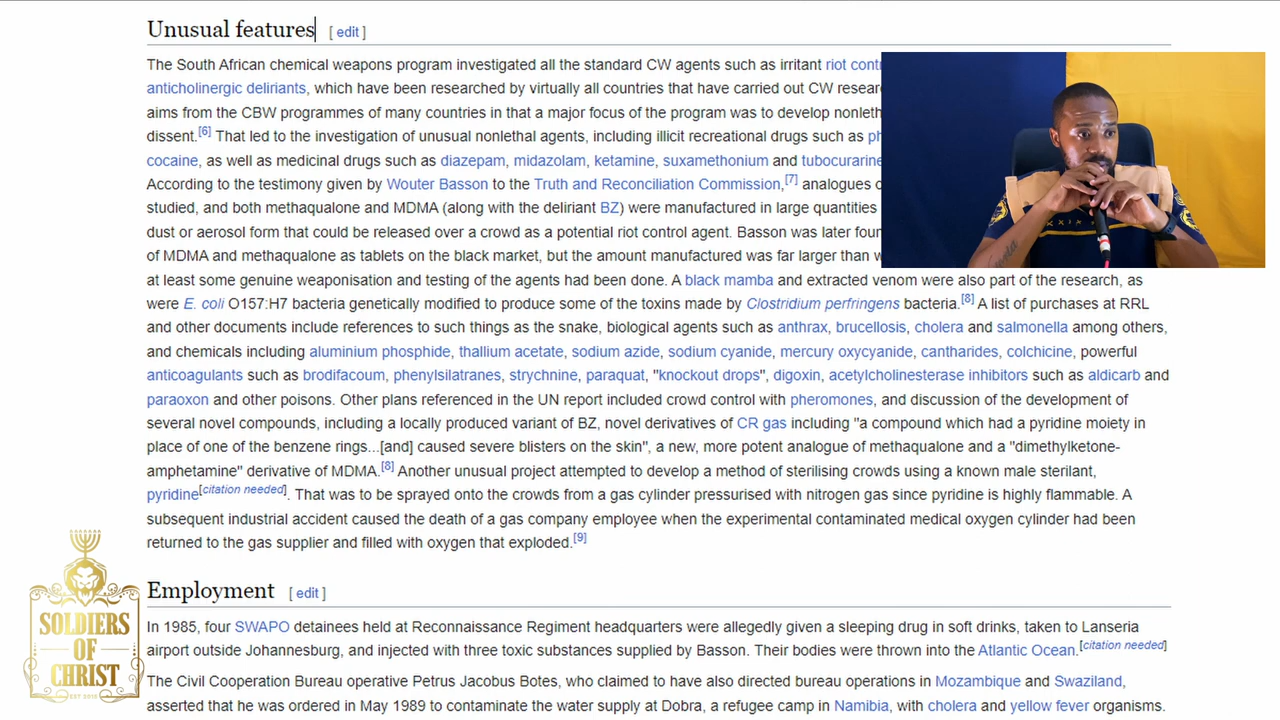 Unusual features [ edit ]
The South African chemical weapons program investigated all the standard CW agents such as irritant riot cont
anticholinergic deliriants, which have been researched by virtually all countries that have carried out CW resear
aims from the CBW programmes of many countries in that a major focus of the program was to develop nonleth
dissent.[6] That led to the investigation of unusual nonlethal agents, including illicit recreational drugs such as ph
cocaine, as well as medicinal drugs such as diazepam, midazolam, ketamine, suxamethonium and tubocurarine
According to the testimony given by Wouter Basson to the Truth and Reconciliation Commission,[7] analogues o
studied, and both methaqualone and MDMA (along with the deliriant BZ) were manufactured in large quantities
dust or aerosol form that could be released over a crowd as a potential riot control agent. Basson was later four
of MDMA and methaqualone as tablets on the black market, but the amount manufactured was far larger than w
at least some genuine weaponisation and testing of the agents had been done. A black mamba and extracted venom were also part of the research, as
were E. coli O157:H7 bacteria genetically modified to produce some of the toxins made by Clostridium perfringens bacteria.[8] A list of purchases at RRL
and other documents include references to such things as the snake, biological agents such as anthrax, brucellosis, cholera and salmonella among others,
and chemicals including aluminium phosphide, thallium acetate, sodium azide, sodium cyanide, mercury oxycyanide, cantharides, colchicine, powerful
anticoagulants such as brodifacoum, phenylsilatranes, strychnine, paraquat, "knockout drops", digoxin, acetylcholinesterase inhibitors such as aldicarb and
paraoxon and other poisons. Other plans referenced in the UN report included crowd control with pheromones, and discussion of the development of
several novel compounds, including a locally produced variant of BZ, novel derivatives of CR gas including "a compound which had a pyridine moiety in
place of one of the benzene rings...[and] caused severe blisters on the skin", a new, more potent analogue of methaqualone and a "dimethylketone-
amphetamine" derivative of MDMA.[8] Another unusual project attempted to develop a method of sterilising crowds using a known male sterilant,
pyridine[citation needed]. That was to be sprayed onto the crowds from a gas cylinder pressurised with nitrogen gas since pyridine is highly flammable. A
subsequent industrial accident caused the death of a gas company employee when the experimental contaminated medical oxygen cylinder had been
returned to the gas supplier and filled with oxygen that exploded.[9]
Employment [ edit ]
In 1985, four SWAPO detainees held at Reconnaissance Regiment headquarters were allegedly given a sleeping drug in soft drinks, taken to Lanseria
airport outside Johannesburg, and injected with three toxic substances supplied by Basson. Their bodies were thrown into the Atlantic Ocean.[citation needed]
The Civil Cooperation Bureau operative Petrus Jacobus Botes, who claimed to have also directed bureau operations in Mozambique and Swaziland,
asserted that he was ordered in May 1989 to contaminate the water supply at Dobra, a refugee camp in Namibia, with cholera and yellow fever organisms.
SOLDIERS
OF
CHRIST